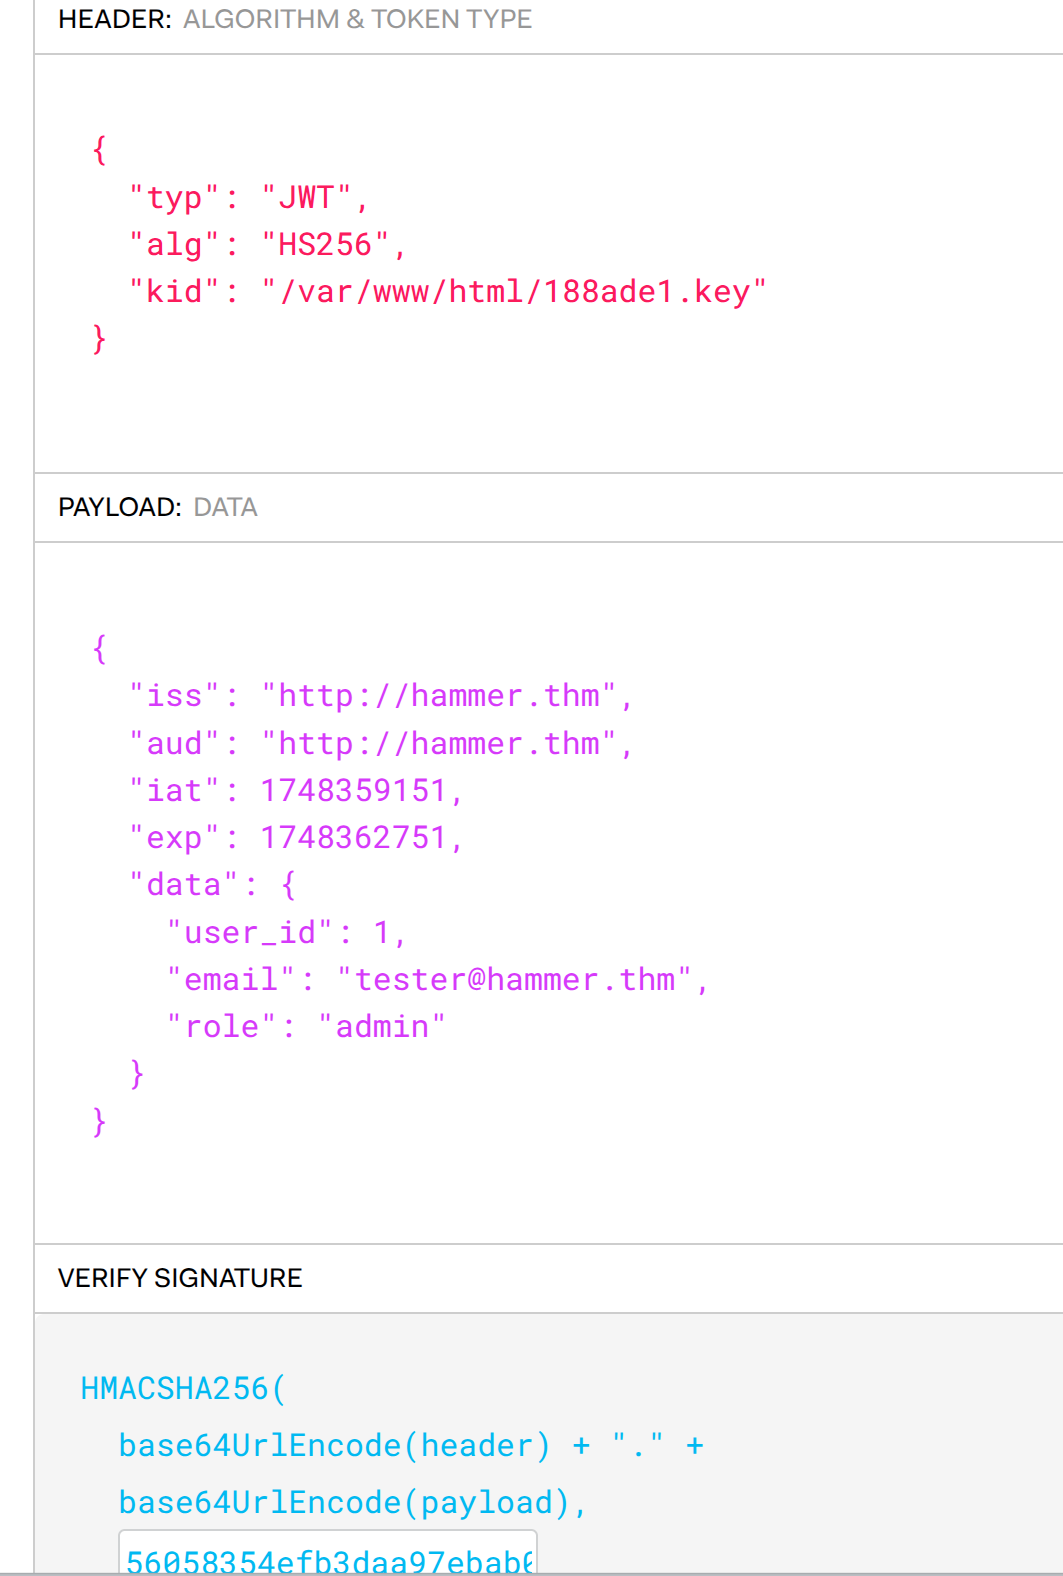 HEADER: ALGORITHM & TOKEN TYPE
{
  "typ": "JWT",
  "alg": "HS256",
  "kid": "/var/www/html/188ade1.key"
}
PAYLOAD: DATA
{
  "iss": "http://hammer.thm",
  "aud": "http://hammer.thm",
  "iat": 1748359151,
  "exp": 1748362751,
  "data": {
    "user_id": 1,
    "email": "tester@hammer.thm",
    "role": "admin"
  }
}
VERIFY SIGNATURE
HMACSHA256(
  base64UrlEncode(header) + "." +
  base64UrlEncode(payload),
  56058354efb3daa97ebab0